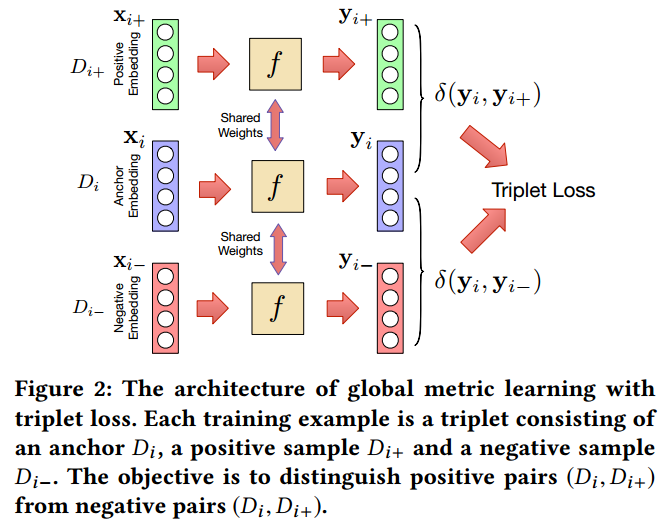 x_{i+} y_{i+}
D_{i+} Positive Embedding f δ(y_i, y_{i+})
Shared Weights
x_i y_i
D_i Anchor Embedding f Triplet Loss
Shared Weights
x_{i−} y_{i−}
D_{i−} Negative Embedding f δ(y_i, y_{i−})
Figure 2: The architecture of global metric learning with
triplet loss. Each training example is a triplet consisting of
an anchor D_i, a positive sample D_{i+} and a negative sample
D_{i−}. The objective is to distinguish positive pairs (D_i, D_{i+})
from negative pairs (D_i, D_{i+}).